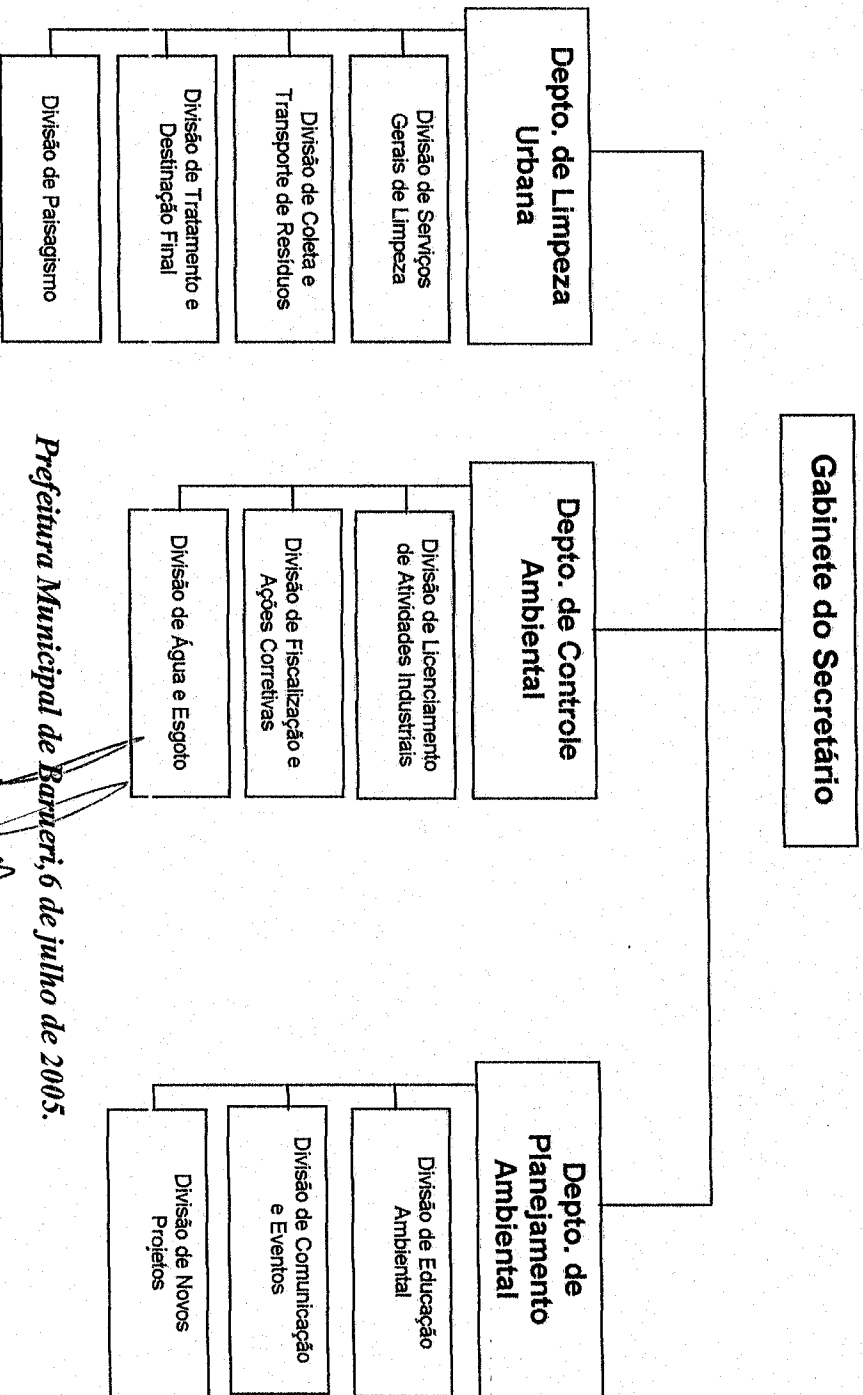 Gabinete do Secretário
Depto. de Limpeza
Urbana
Divisão de Serviços
Gerais de Limpeza
Divisão de Coleta e
Transporte de Resíduos
Divisão de Tratamento e
Destinação Final
Divisão de Paisagismo
Depto. de Controle
Ambiental
Divisão de Licenciamento
de Atividades Industriais
Divisão de Fiscalização e
Ações Corretivas
Divisão de Água e Esgoto
Depto. de
Planejamento
Ambiental
Divisão de Educação
Ambiental
Divisão de Comunicação
e Eventos
Divisão de Novos
Projetos
Prefeitura Municipal de Barueri, 6 de julho de 2005.